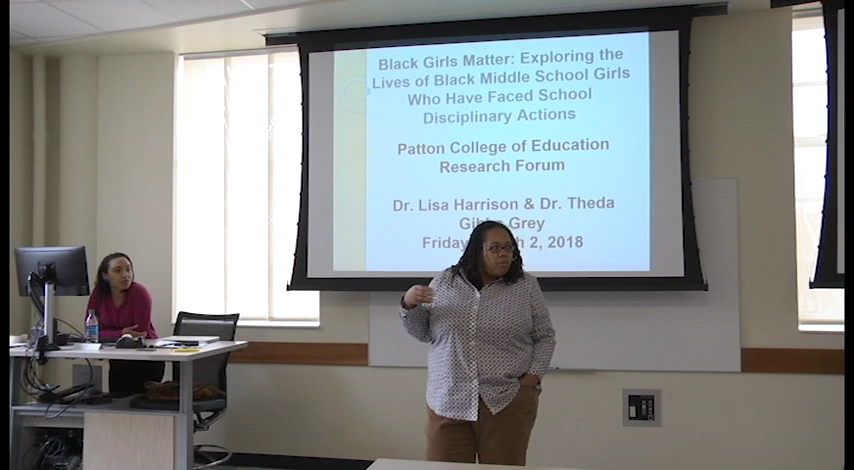 Black Girls Matter: Exploring the
Lives of Black Middle School Girls
Who Have Faced School
Disciplinary Actions
Patton College of Education
Research Forum
Dr. Lisa Harrison & Dr. Theda
Grey
Friday, 2, 2018